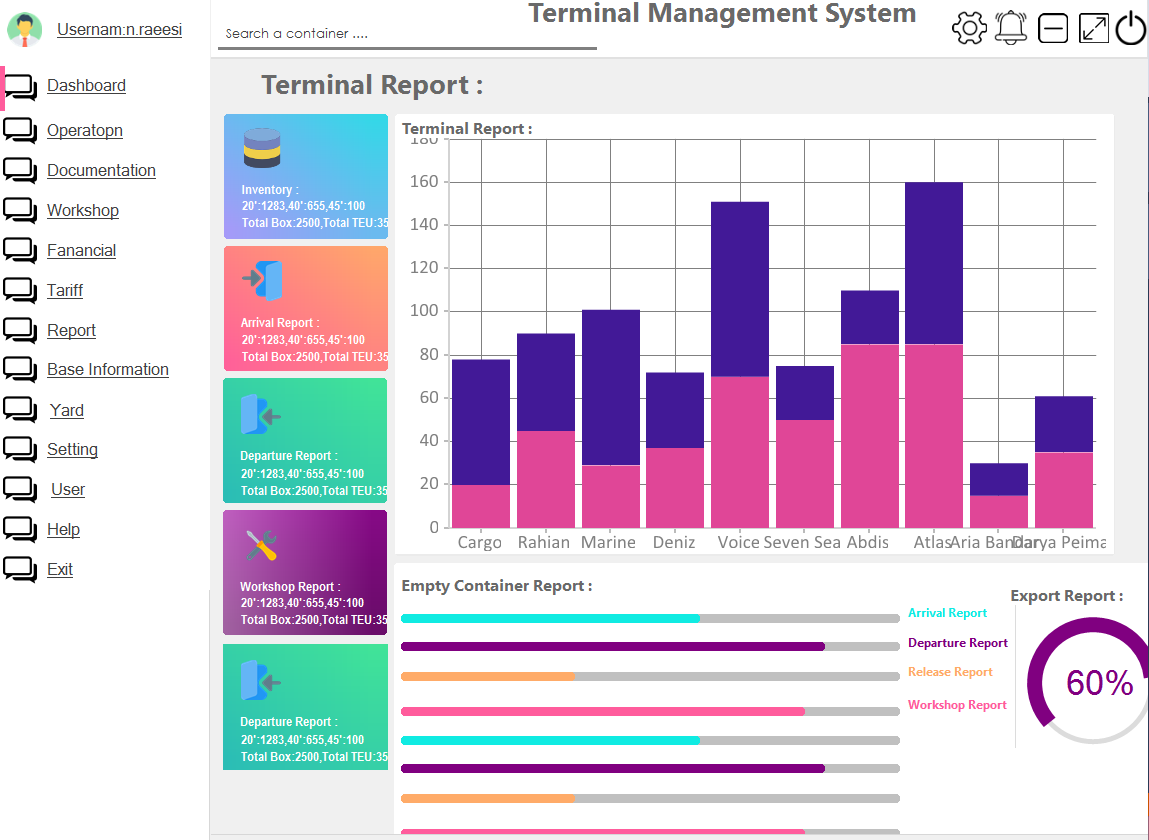 Usernam:n.raeesi
Search a container ....
Terminal Management System
Dashboard
Operatopn
Documentation
Workshop
Fanancial
Tariff
Report
Base Information
Yard
Setting
User
Help
Exit
Terminal Report :
Inventory :
20':1283,40':655,45':100
Total Box:2500,Total TEU:35
Arrival Report :
20':1283,40':655,45':100
Total Box:2500,Total TEU:35
Departure Report :
20':1283,40':655,45':100
Total Box:2500,Total TEU:35
Workshop Report :
20':1283,40':655,45':100
Total Box:2500,Total TEU:35
Departure Report :
20':1283,40':655,45':100
Total Box:2500,Total TEU:35
Terminal Report :
180
160
140
120
100
80
60
40
20
0
Cargo Rahian Marine Deniz Voice Seven Sea Abdis Atlas Aria Bandar Darya Peima
Empty Container Report :
Arrival Report
Departure Report
Release Report
Workshop Report
Export Report :
60%